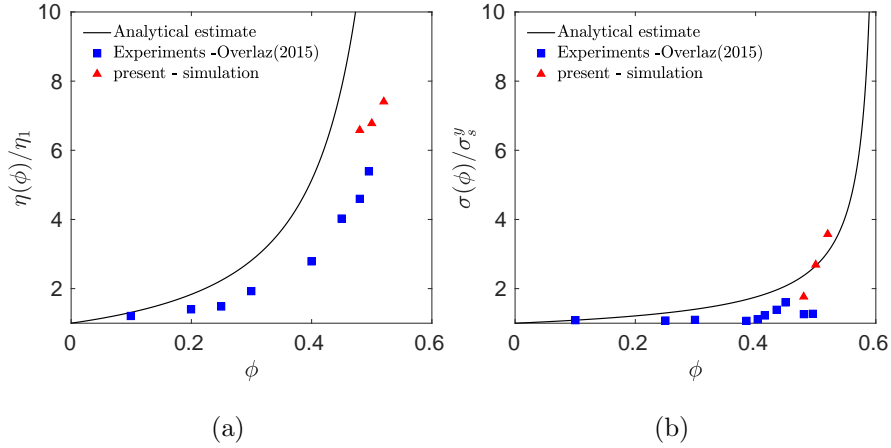 10
8
6
4
2
η(ϕ)/η₁
0
0.2
0.4
0.6
ϕ
Analytical estimate
Experiments -Overlaz(2015)
present - simulation
(a)
10
8
6
4
2
σ(ϕ)/σₛʸ
0
0.2
0.4
0.6
ϕ
Analytical estimate
Experiments -Overlaz(2015)
present - simulation
(b)